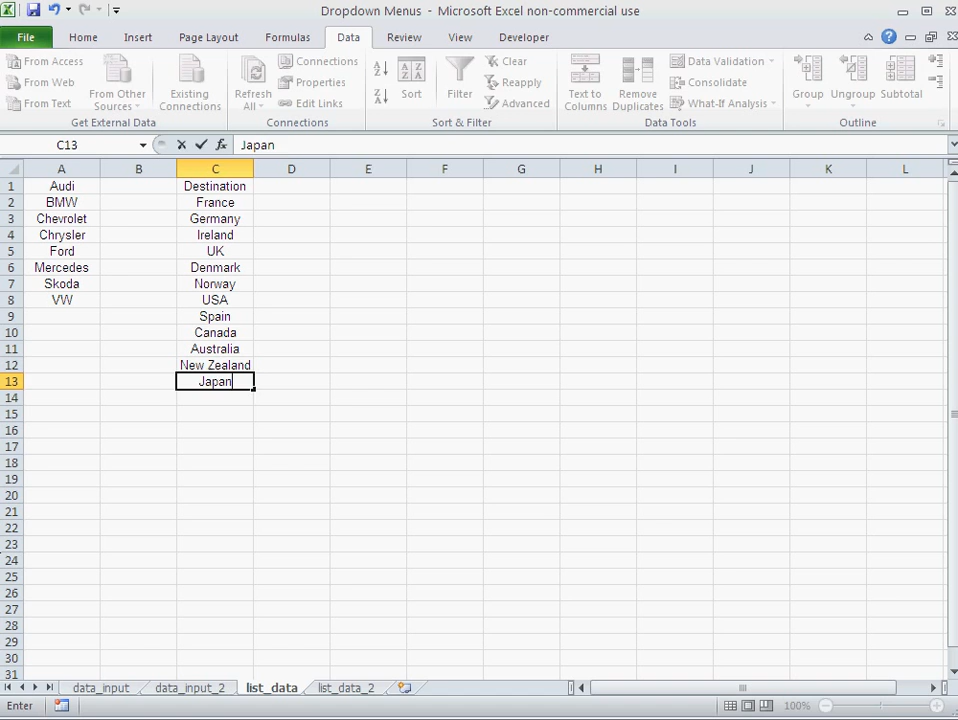 Dropdown Menus - Microsoft Excel non-commercial use
File Home Insert Page Layout Formulas Data Review View Developer
From Access
From Web
From Text
From Other Sources
Existing Connections
Get External Data
Refresh All
Connections
Properties
Edit Links
Connections
Sort
Filter
Clear
Reapply
Advanced
Sort & Filter
Text to Columns
Remove Duplicates
Data Validation
Consolidate
What-If Analysis
Data Tools
Group
Ungroup
Subtotal
Outline
C13 fx Japan
A B C D E F G H I J K L
1 Audi Destination
2 BMW France
3 Chevrolet Germany
4 Chrysler Ireland
5 Ford UK
6 Mercedes Denmark
7 Skoda Norway
8 VW USA
9 Spain
10 Canada
11 Australia
12 New Zealand
13 Japan
14
15
16
17
18
19
20
21
22
23
24
25
26
27
28
29
30
31
data_input data_input_2 list_data list_data_2
Enter 100%